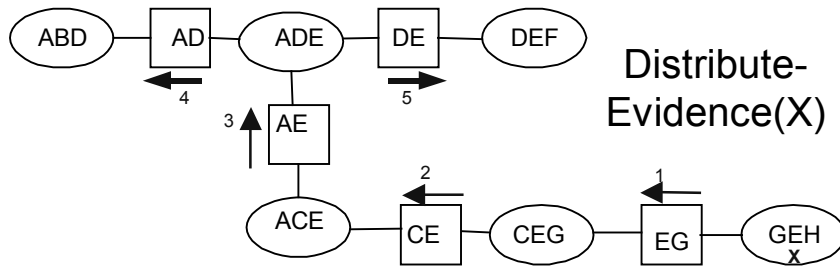 ABD AD ADE DE DEF
4 5
Distribute-
Evidence(X)
3 AE
2 1
ACE CE CEG EG GEH
X